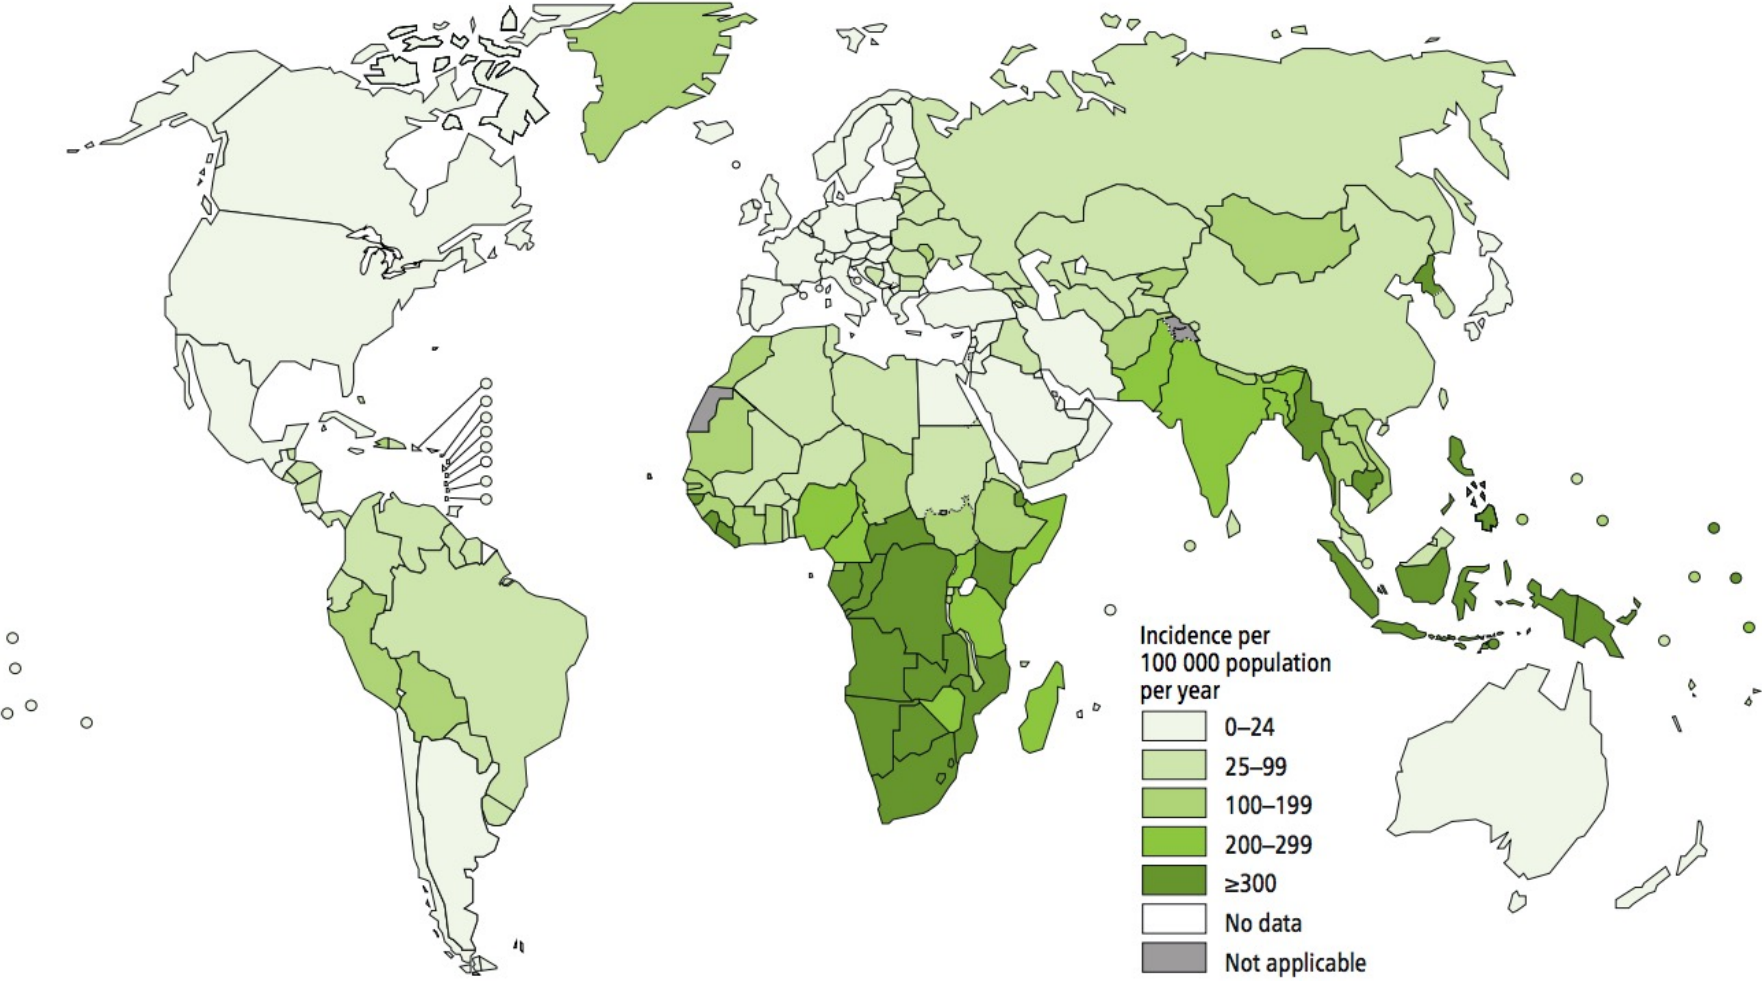 Incidence per
100 000 population
per year
0–24
25–99
100–199
200–299
≥300
No data
Not applicable